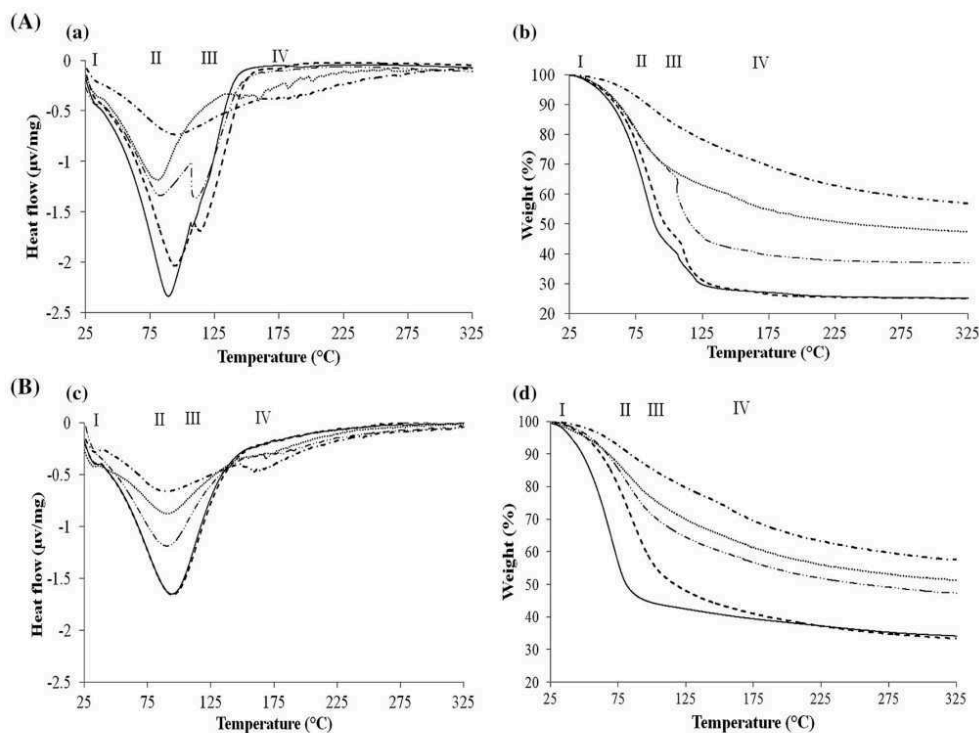 (A)
(a)
I II III IV
0
-0.5
-1
-1.5
-2
-2.5
Heat flow (µv/mg)
25 75 125 175 225 275 325
Temperature (°C)
(b)
I II III IV
100
90
80
70
60
50
40
30
20
Weight (%)
25 75 125 175 225 275 325
Temperature (°C)
(B)
(c)
I II III IV
0
-0.5
-1
-1.5
-2
-2.5
Heat flow (µv/mg)
25 75 125 175 225 275 325
Temperature (°C)
(d)
I II III IV
100
90
80
70
60
50
40
30
20
Weight (%)
25 75 125 175 225 275 325
Temperature (°C)